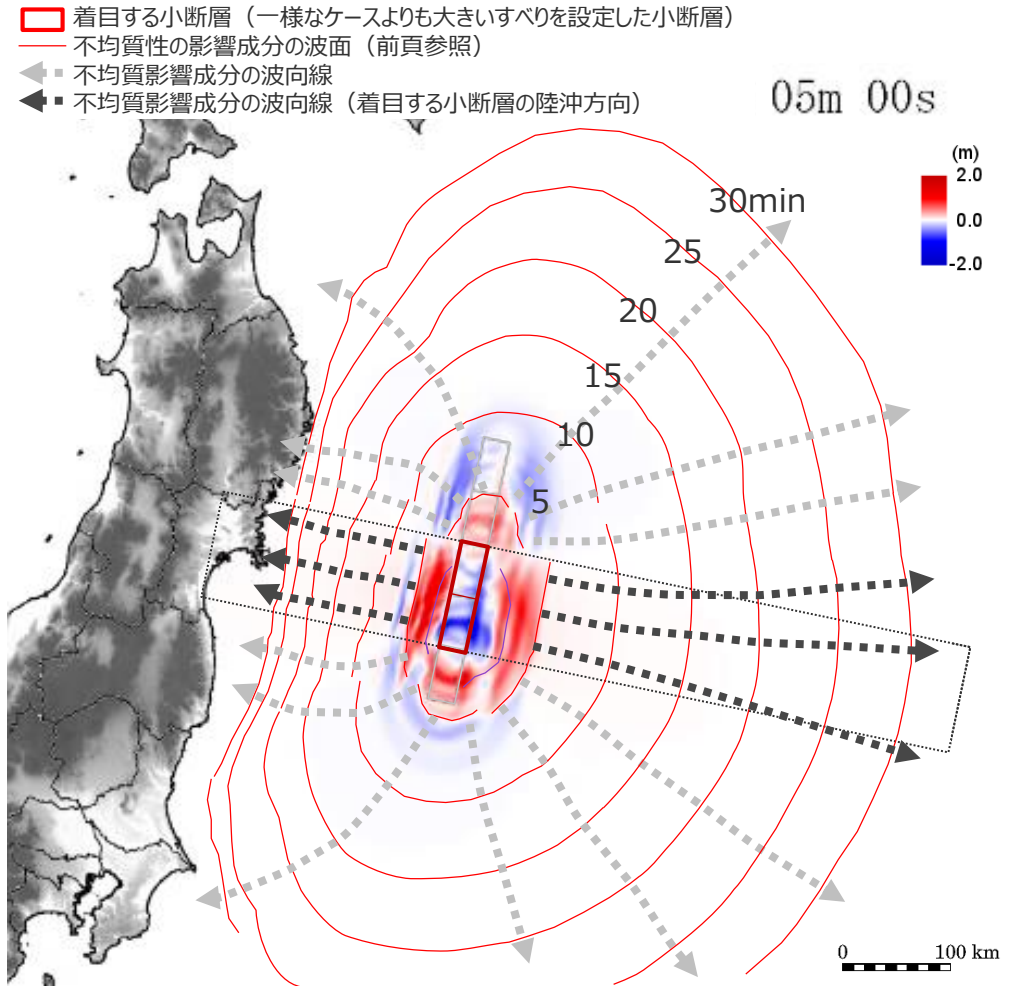 着目する小断層（一様なケースよりも大きいすべりを設定した小断層）
不均質性の影響成分の波面（前頁参照）
不均質影響成分の波向線
不均質影響成分の波向線（着目する小断層の陸沖方向）
05m 00s
(m)
2.0
0.0
-2.0
30min
25
20
15
10
5
0 100 km